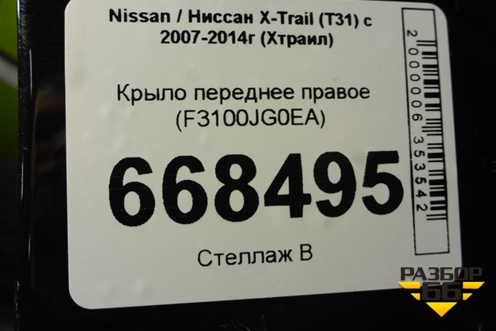 Nissan / Ниссан X-Trail (T31) с
2007-2014г (Хтраил)
Крыло переднее правое
(F3100JG0EA)
668495
Стеллаж В
2000006353542
РАЗБОР
66